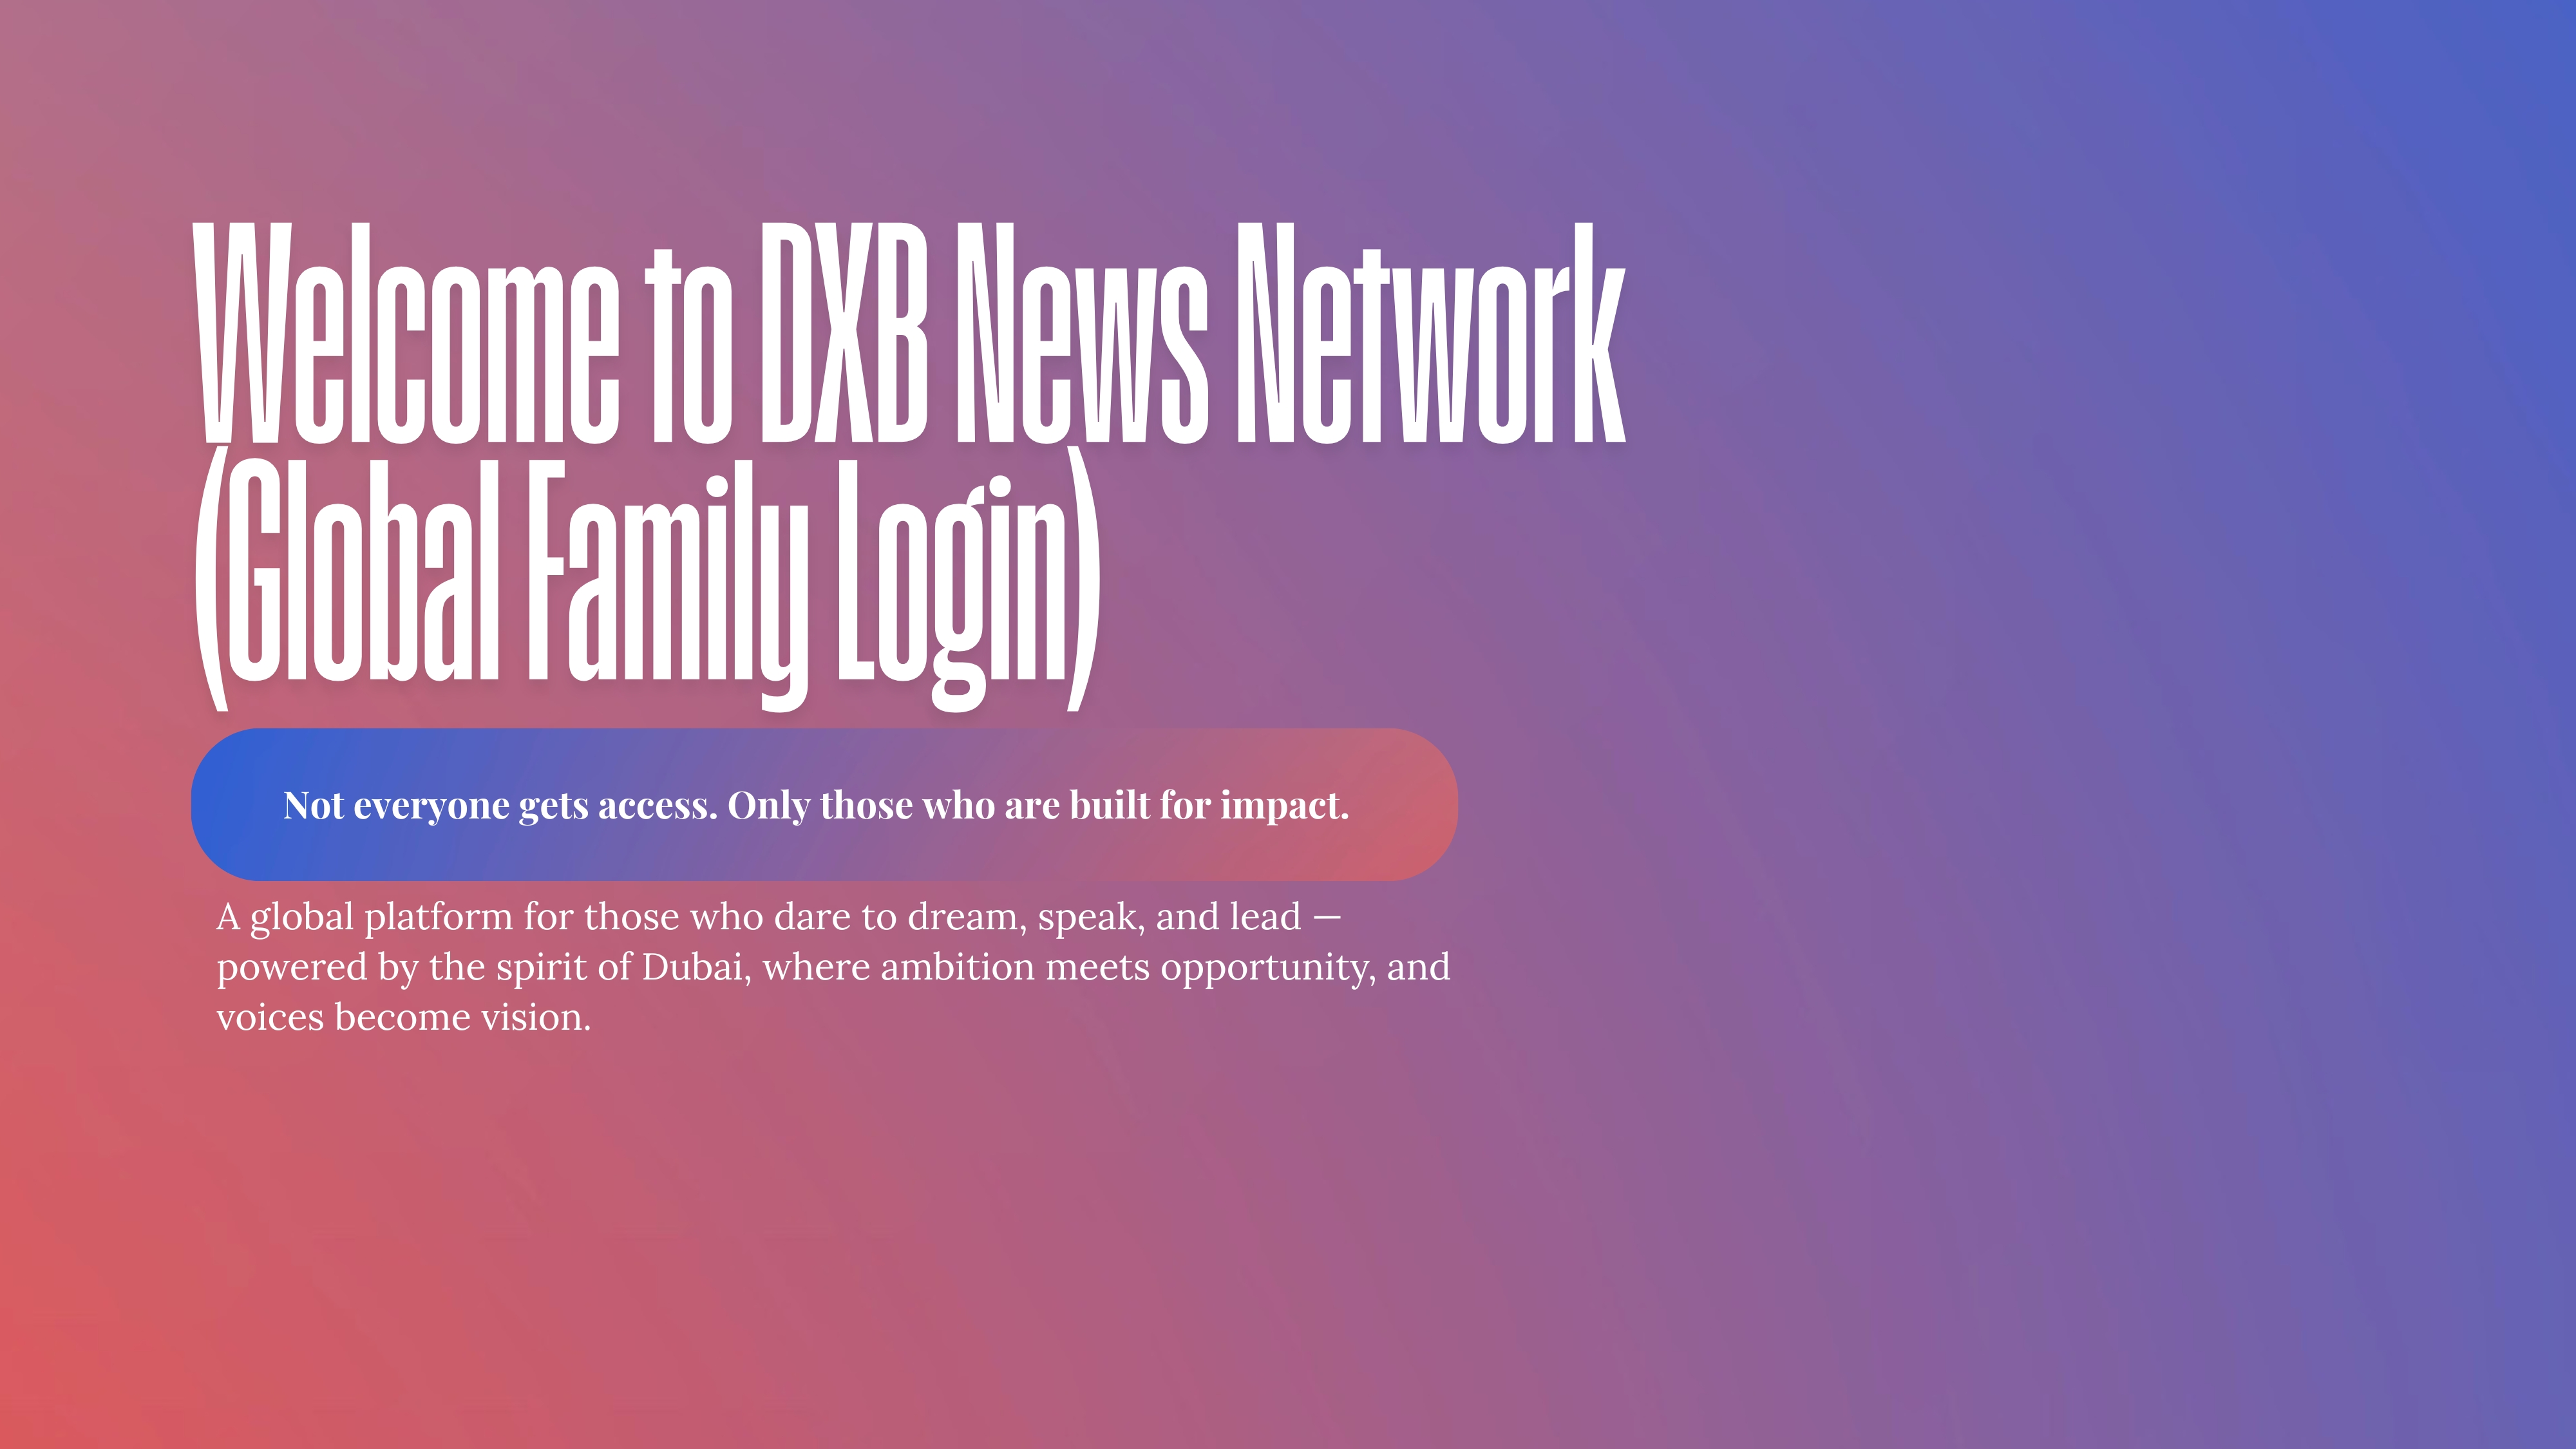 Welcome to DXB News Network
(Global Family Login)
Not everyone gets access. Only those who are built for impact.
A global platform for those who dare to dream, speak, and lead —
powered by the spirit of Dubai, where ambition meets opportunity, and
voices become vision.